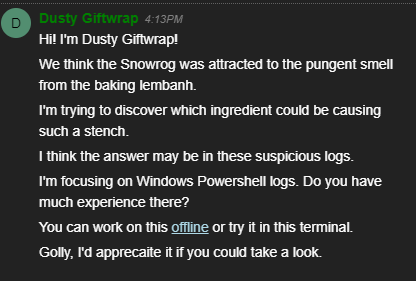 D
Dusty Giftwrap 4:13PM
Hi! I'm Dusty Giftwrap!
We think the Snowrog was attracted to the pungent smell
from the baking lembanh.
I'm trying to discover which ingredient could be causing
such a stench.
I think the answer may be in these suspicious logs.
I'm focusing on Windows Powershell logs. Do you have
much experience there?
You can work on this offline or try it in this terminal.
Golly, I'd apprecaite it if you could take a look.